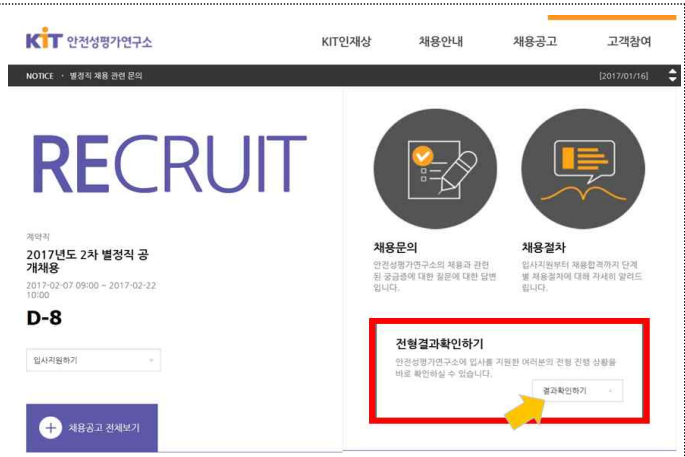 KIT 안전성평가연구소
KIT인재상 채용안내 채용공고 고객참여
NOTICE · 별정직 채용 관련 문의 [2017/01/16]
RECRUIT
계약직
2017년도 2차 별정직 공
개채용
2017-02-07 09:00 ~ 2017-02-22
10:00
D-8
입사지원하기
채용공고 전체보기
채용문의
안전성평가연구소의 채용과 관련
된 궁금증에 대한 질문에 대한 답변
입니다.
채용절차
입사지원부터 채용합격까지 단계
별 채용절차에 대해 자세히 알려드
립니다.
전형결과확인하기
안전성평가연구소에 입사를 지원한 여러분의 전형 진행 상황을
바로 확인하실 수 있습니다.
결과확인하기